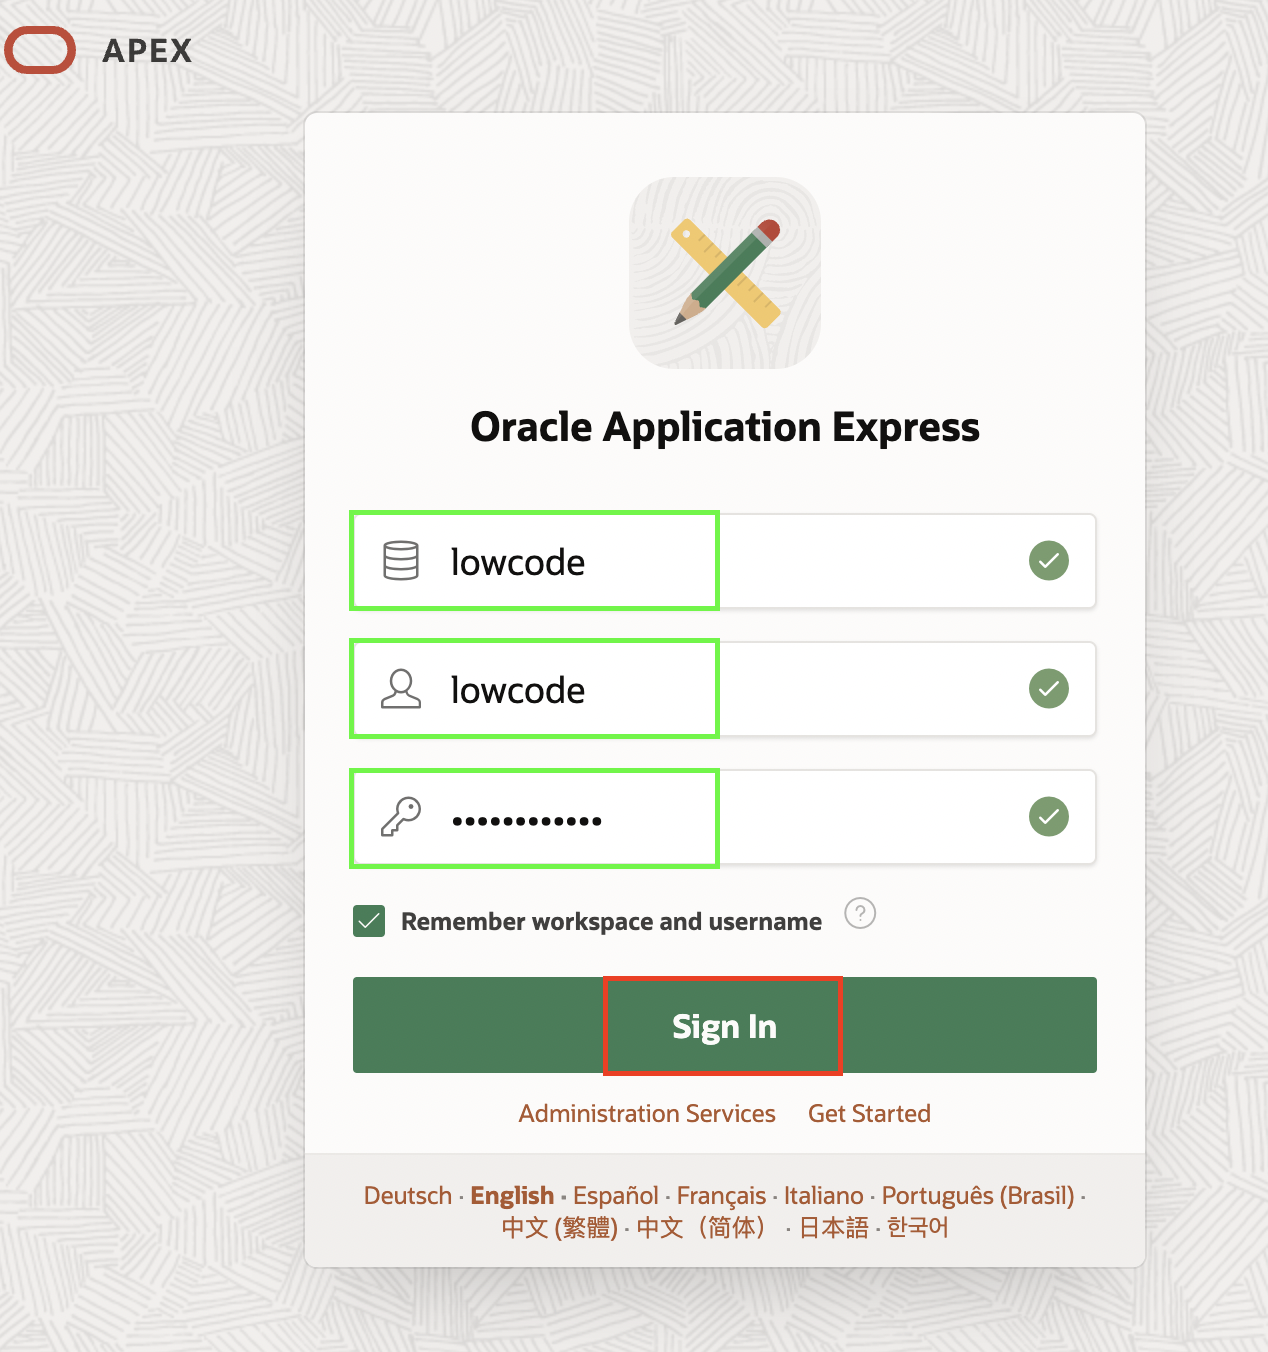 APEX
Oracle Application Express
lowcode
lowcode
••••••••••••
Remember workspace and username ?
Sign In
Administration Services Get Started
Deutsch · English · Español · Français · Italiano · Português (Brasil) ·
中文 (繁體) · 中文（简体） · 日本語 · 한국어